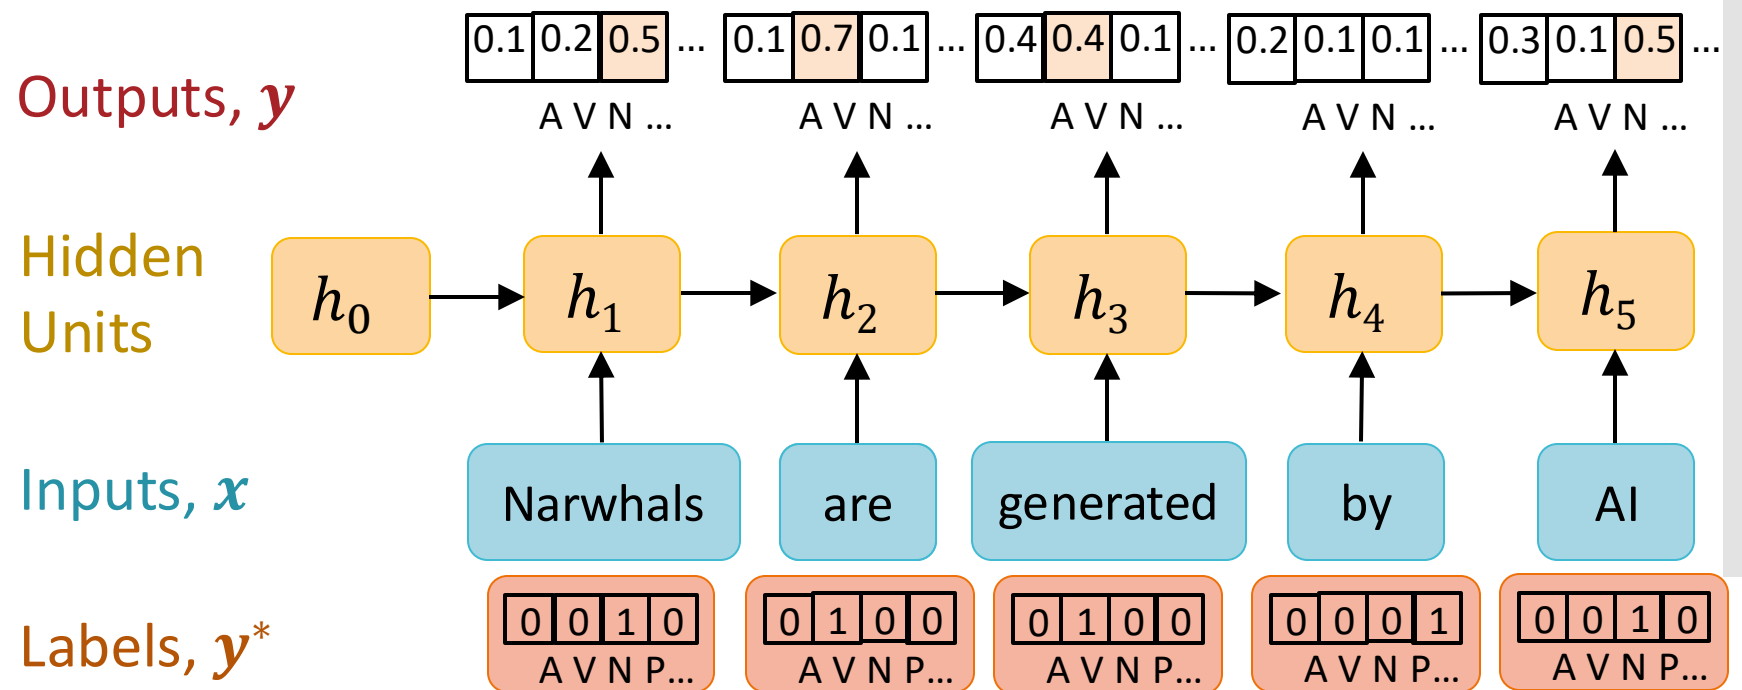 0.1 0.2 0.5 ... 0.1 0.7 0.1 ... 0.4 0.4 0.1 ... 0.2 0.1 0.1 ... 0.3 0.1 0.5 ...
Outputs, y
A V N ... A V N ... A V N ... A V N ... A V N ...
Hidden
Units
h0 h1 h2 h3 h4 h5
Inputs, x
Narwhals are generated by AI
Labels, y*
0 0 1 0 0 1 0 0 0 1 0 0 0 0 0 1 0 0 1 0
A V N P... A V N P... A V N P... A V N P... A V N P...